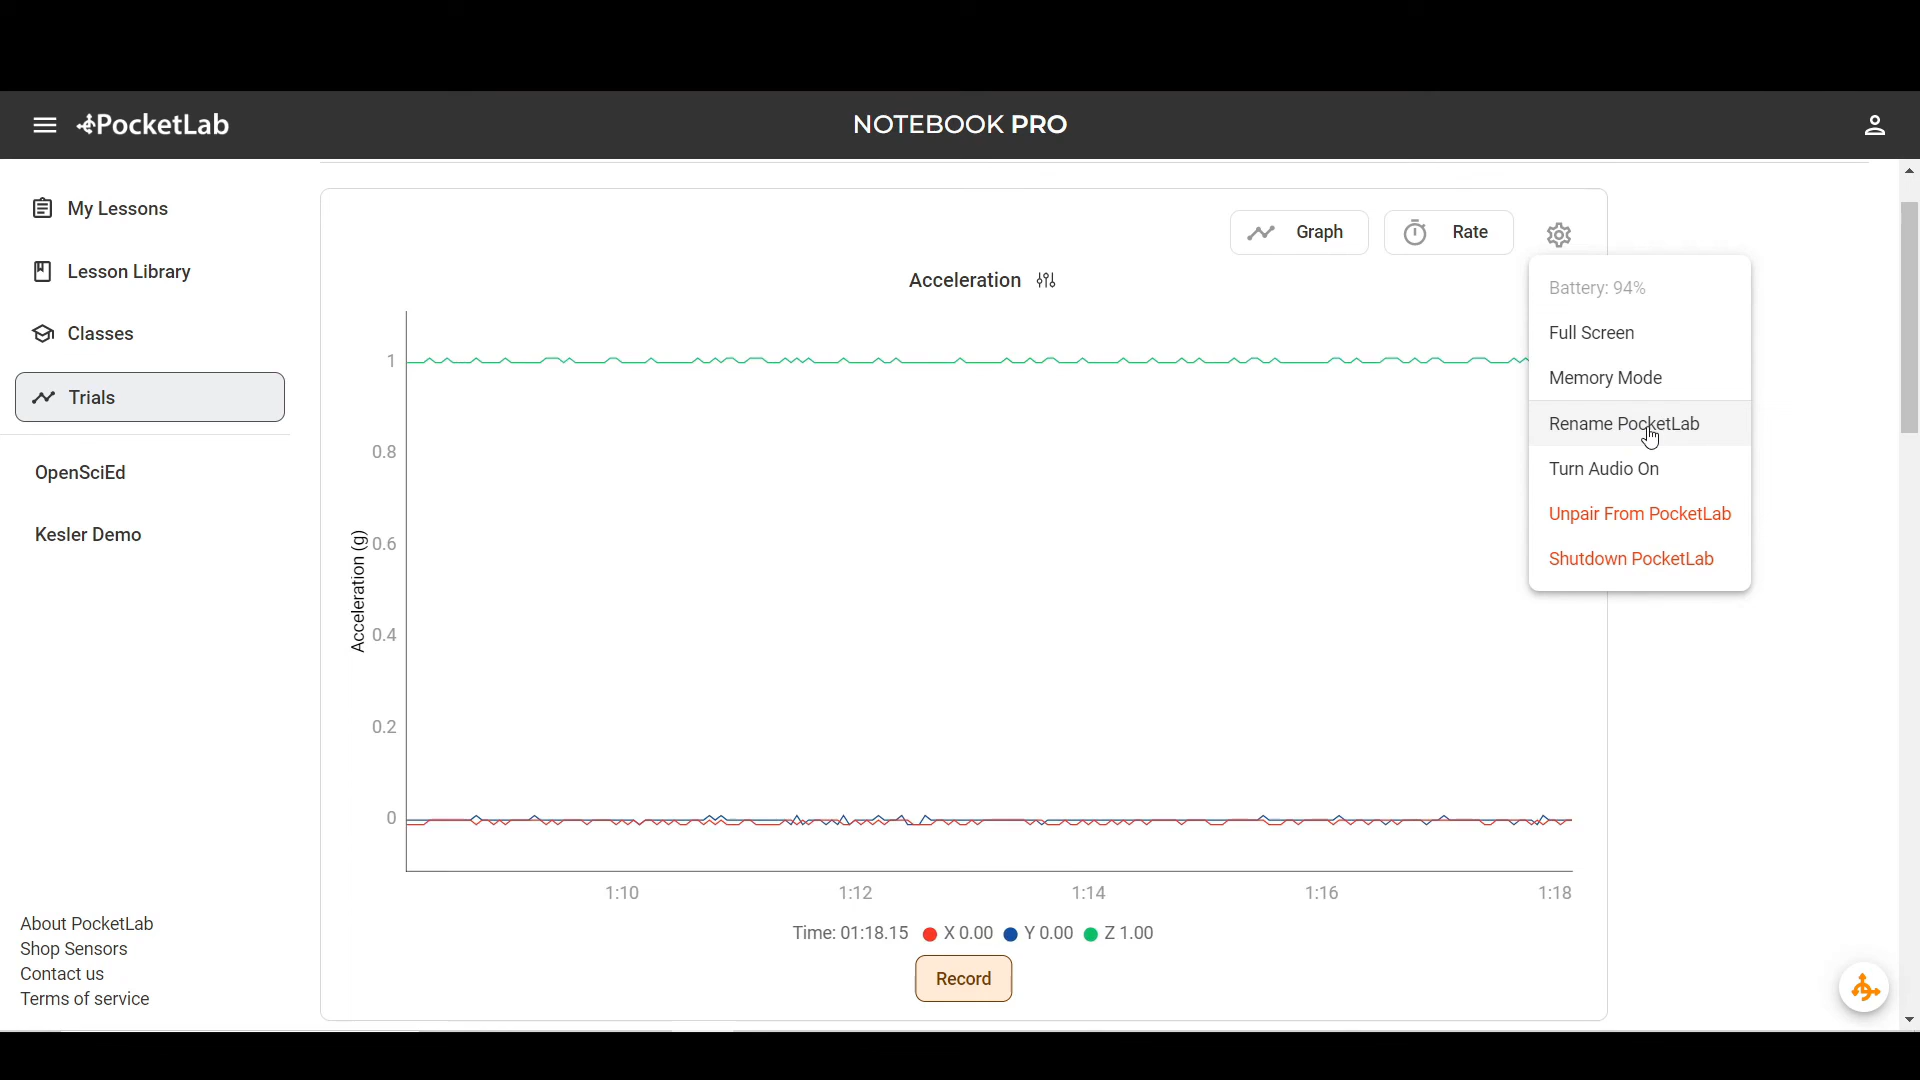 PocketLab
NOTEBOOK PRO
My Lessons
Lesson Library
Classes
Trials
OpenSciEd
Kesler Demo
About PocketLab
Shop Sensors
Contact us
Terms of service
Graph
Rate
Acceleration
Battery: 94%
Full Screen
Memory Mode
Rename PocketLab
Turn Audio On
Unpair From PocketLab
Shutdown PocketLab
Acceleration (g)
1
0.8
0.6
0.4
0.2
0
1:10
1:12
1:14
1:16
1:18
Time: 01:18.15 X 0.00 Y 0.00 Z 1.00
Record